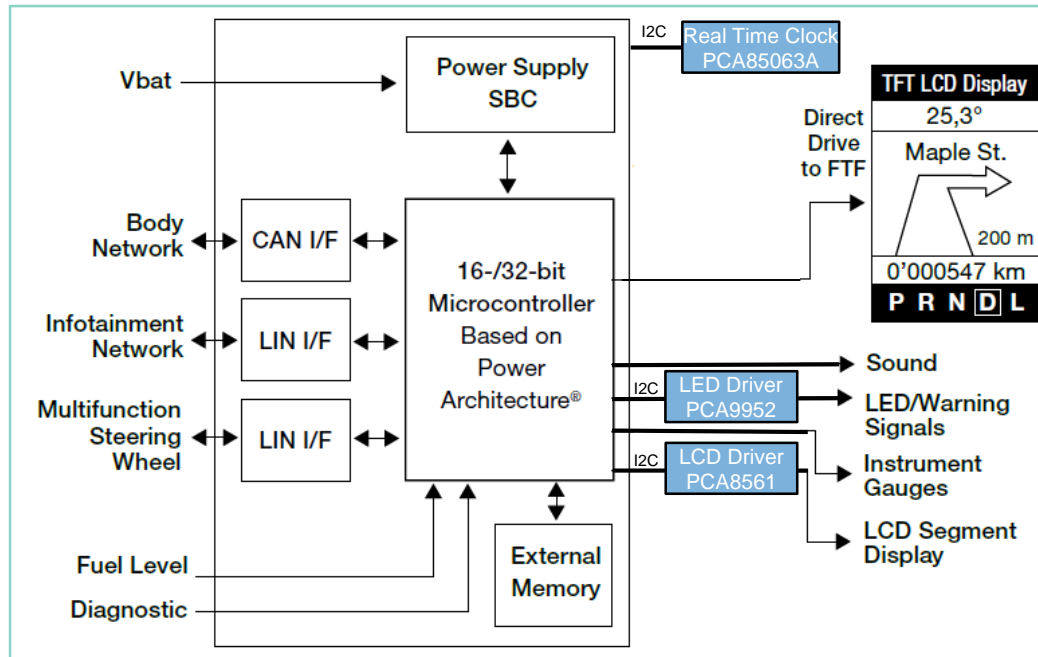 Vbat
Power Supply
SBC
I2C
Real Time Clock
PCA85063A
Direct
Drive
to FTF
TFT LCD Display
25,3°
Maple St.
200 m
0’000547 km
P R N D L
Body
Network
CAN I/F
Infotainment
Network
LIN I/F
Multifunction
Steering
Wheel
LIN I/F
16-/32-bit
Microcontroller
Based on
Power
Architecture®
Sound
I2C
LED Driver
PCA9952
LED/Warning
Signals
I2C
LCD Driver
PCA8561
Instrument
Gauges
LCD Segment
Display
External
Memory
Fuel Level
Diagnostic